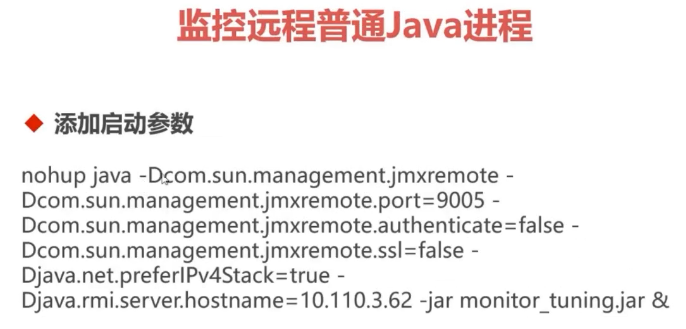 监控远程普通Java进程
添加启动参数
nohup java -Dcom.sun.management.jmxremote -
Dcom.sun.management.jmxremote.port=9005 -
Dcom.sun.management.jmxremote.authenticate=false -
Dcom.sun.management.jmxremote.ssl=false -
Djava.net.preferIPv4Stack=true -
Djava.rmi.server.hostname=10.110.3.62 -jar monitor_tuning.jar &